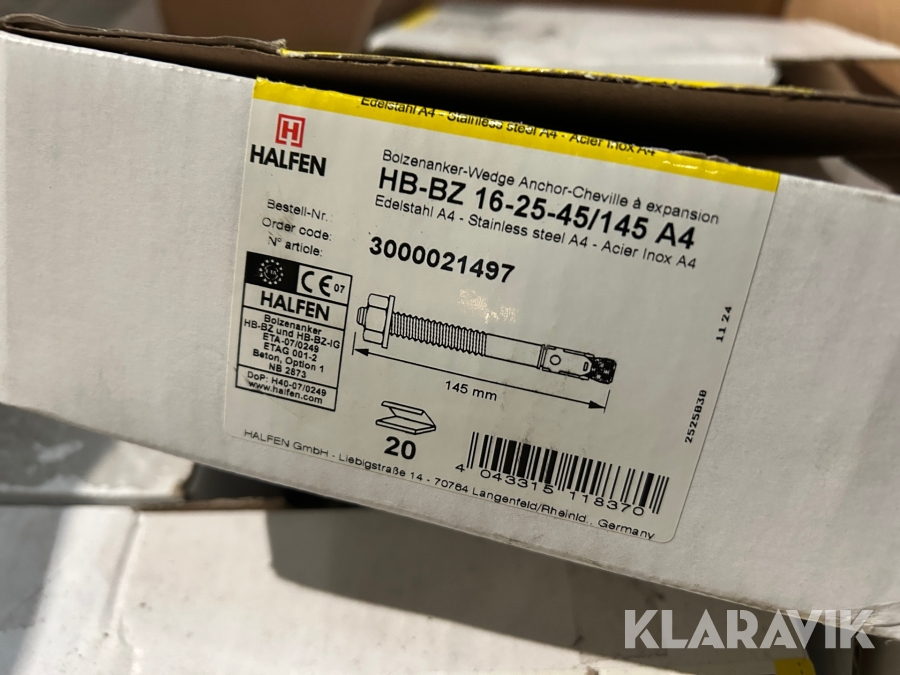 Edelstahl A4 - Stainless steel A4 - Acier Inox A4
H
HALFEN
Bolzenanker-Wedge Anchor-Cheville à expansion
HB-BZ 16-25-45/145 A4
Edelstahl A4 - Stainless steel A4 - Acier Inox A4
Bestell-Nr.:
Order code:
N° article:
3000021497
CE 07
HALFEN
Bolzenanker
HB-BZ und HB-BZ-IG
ETA-07/0249
ETAG 001-2
Beton, Option 1
NB 2873
DoP: H40-07/0249
www.halfen.com
145 mm
20
11 24
2525838
4 043315 118370
HALFEN GmbH - Liebigstraße 14 - 40764 Langenfeld/Rheinld., Germany
KLARAVIK